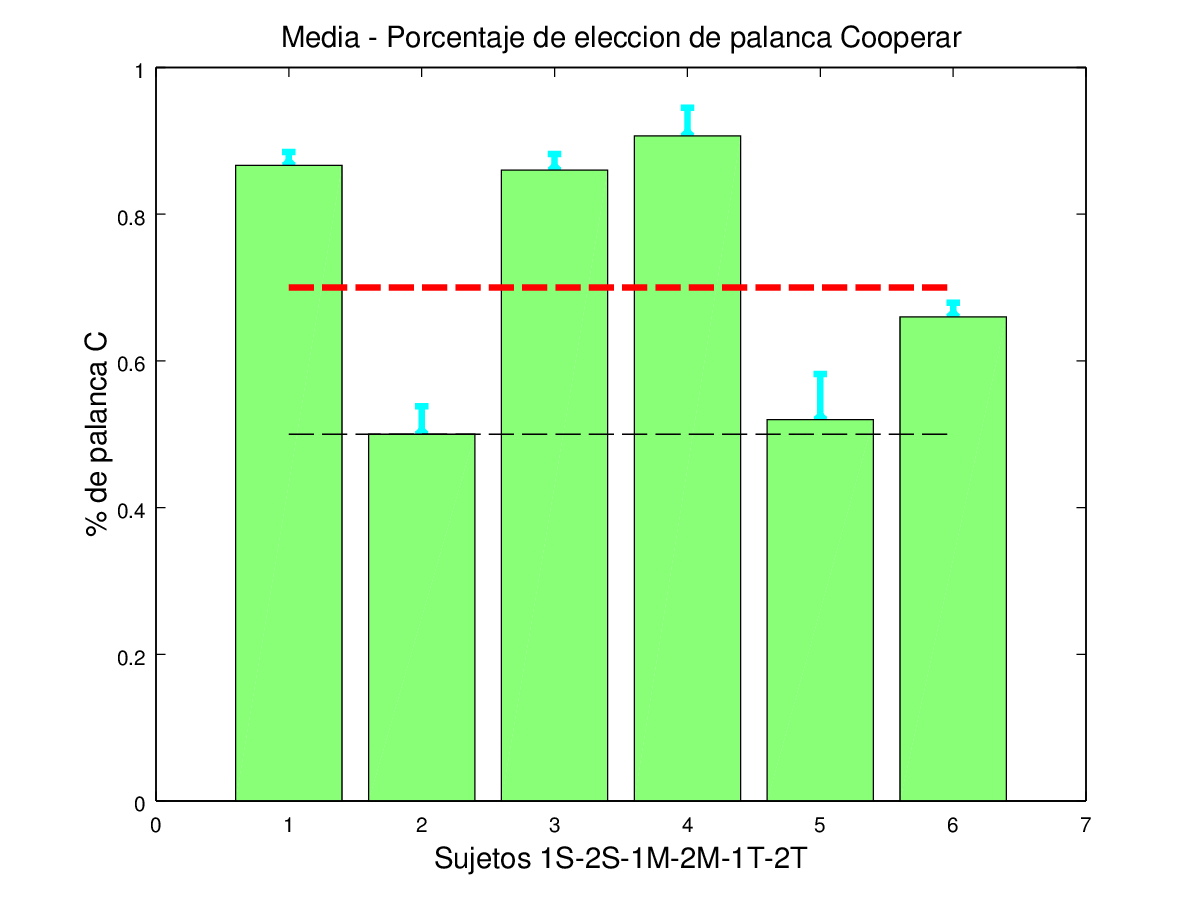 Media - Porcentaje de eleccion de palanca Cooperar
1
0.8
0.6
0.4
0.2
0
% de palanca C
0 1 2 3 4 5 6 7
Sujetos 1S-2S-1M-2M-1T-2T